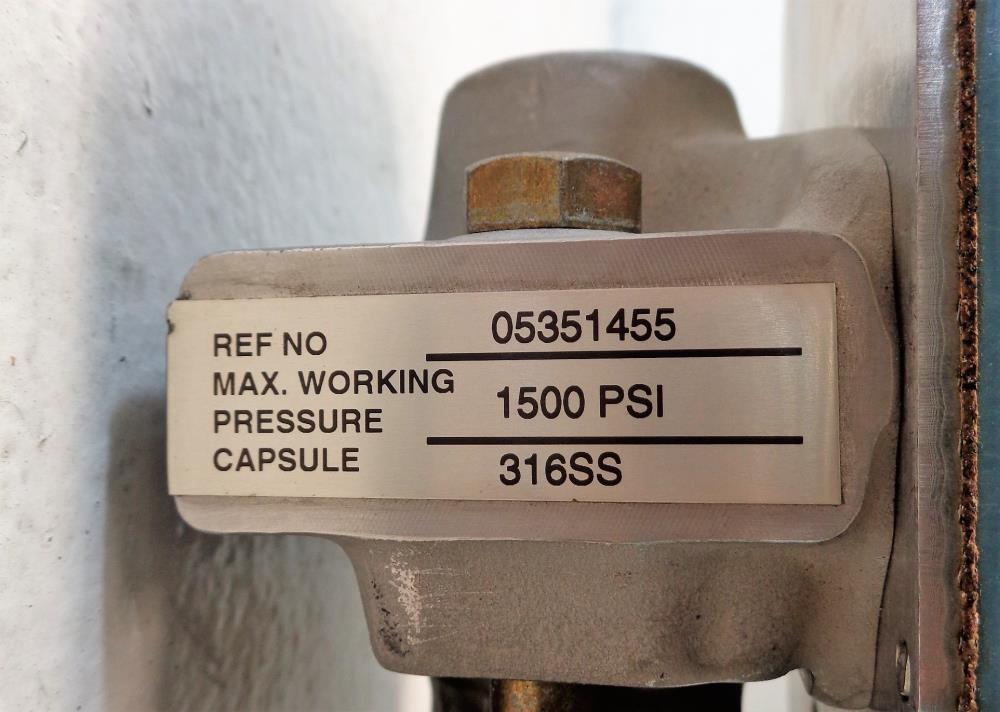 REF NO 05351455
MAX. WORKING
PRESSURE 1500 PSI
CAPSULE 316SS